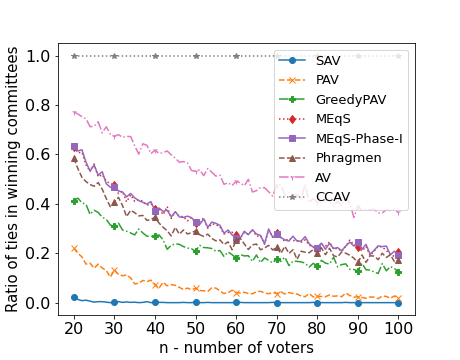 Ratio of ties in winning committees
1.0
0.8
0.6
0.4
0.2
0.0
SAV
PAV
GreedyPAV
MEqS
MEqS-Phase-I
Phragmen
AV
CCAV
20 30 40 50 60 70 80 90 100
n - number of voters